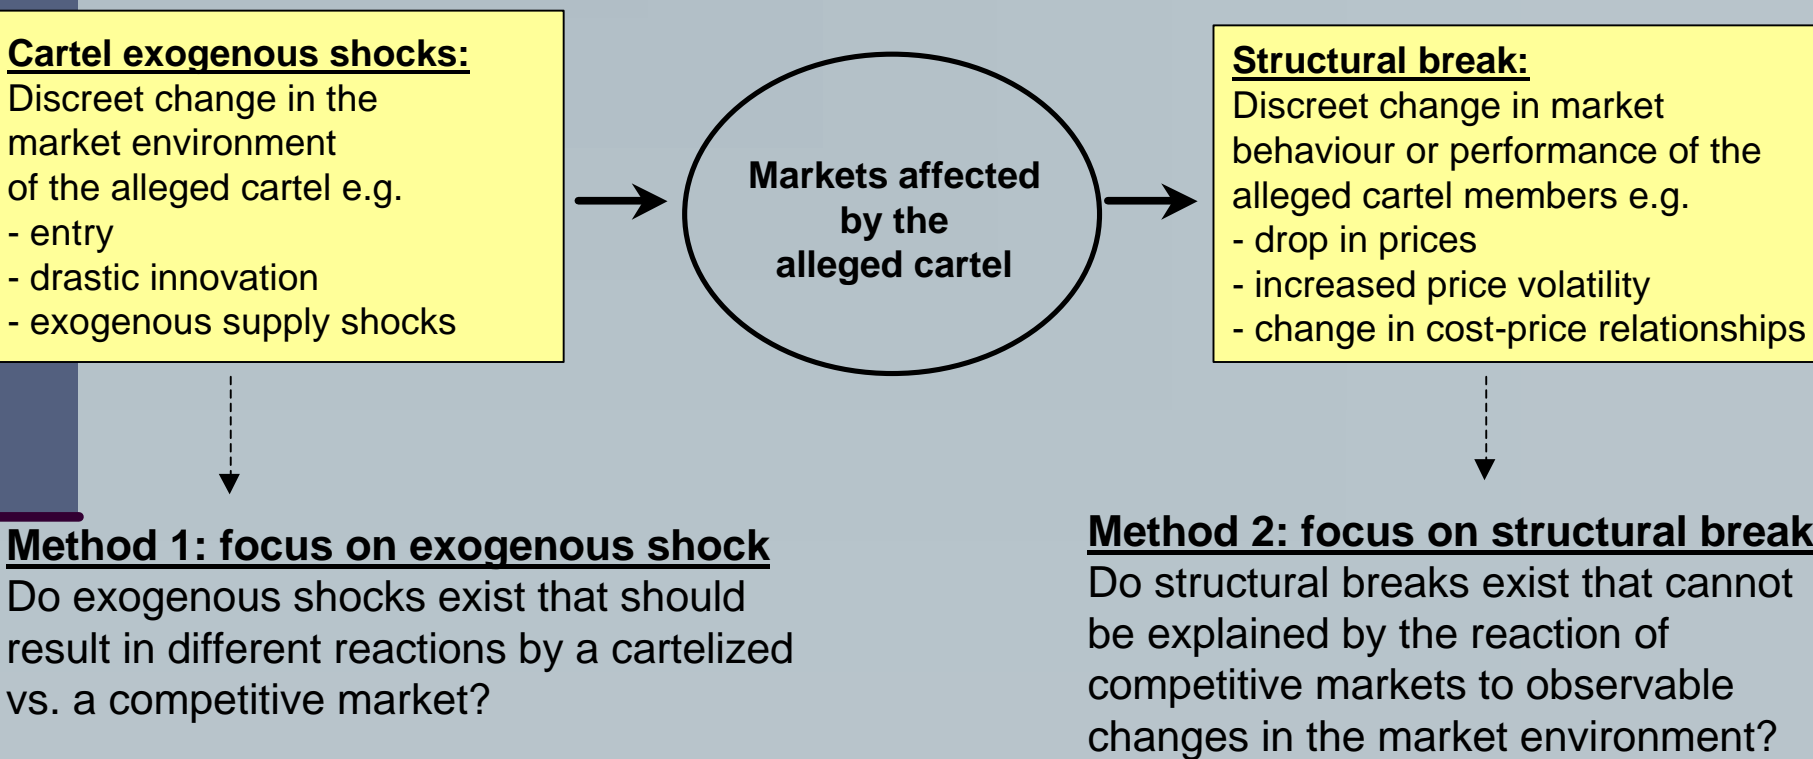 Cartel exogenous shocks:
Discreet change in the
market environment
of the alleged cartel e.g.
- entry
- drastic innovation
- exogenous supply shocks
Markets affected
by the
alleged cartel
Structural break:
Discreet change in market
behaviour or performance of the
alleged cartel members e.g.
- drop in prices
- increased price volatility
- change in cost-price relationships
Method 1: focus on exogenous shock
Do exogenous shocks exist that should
result in different reactions by a cartelized
vs. a competitive market?
Method 2: focus on structural break
Do structural breaks exist that cannot
be explained by the reaction of
competitive markets to observable
changes in the market environment?